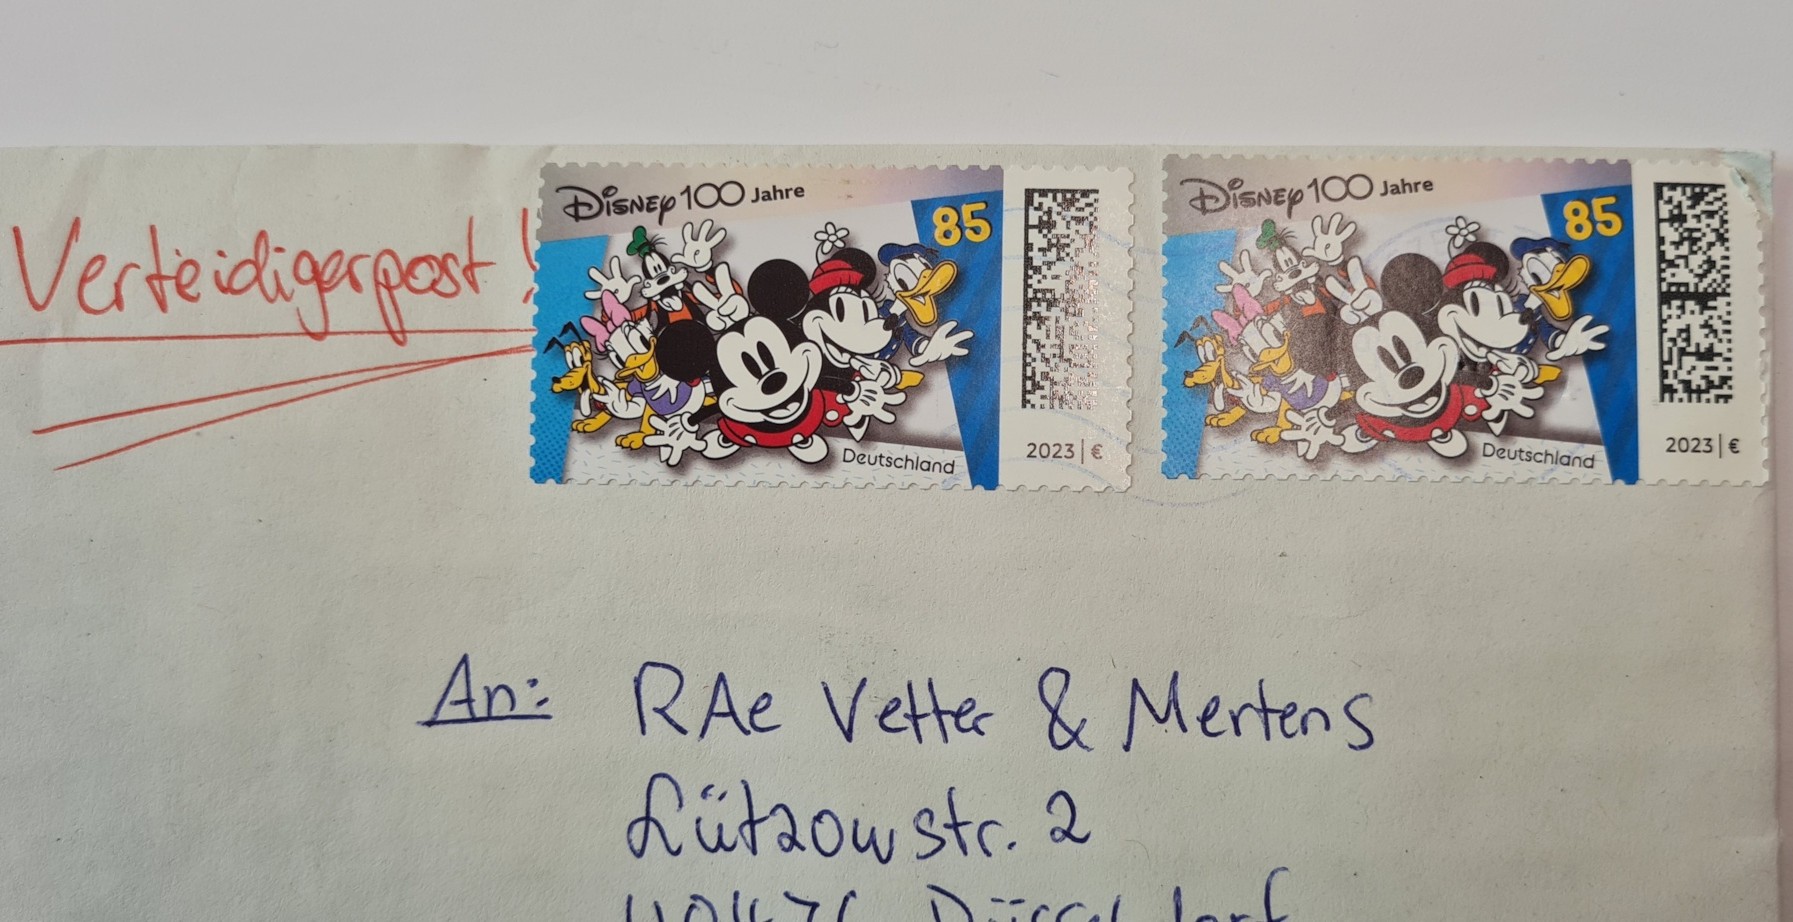 Verteidigerpost!
Disney 100 Jahre
85
2023 | €
Deutschland
Disney 100 Jahre
85
2023 | €
Deutschland
An: RAe Vetter & Mertens
Lützowstr. 2
Düsseldorf